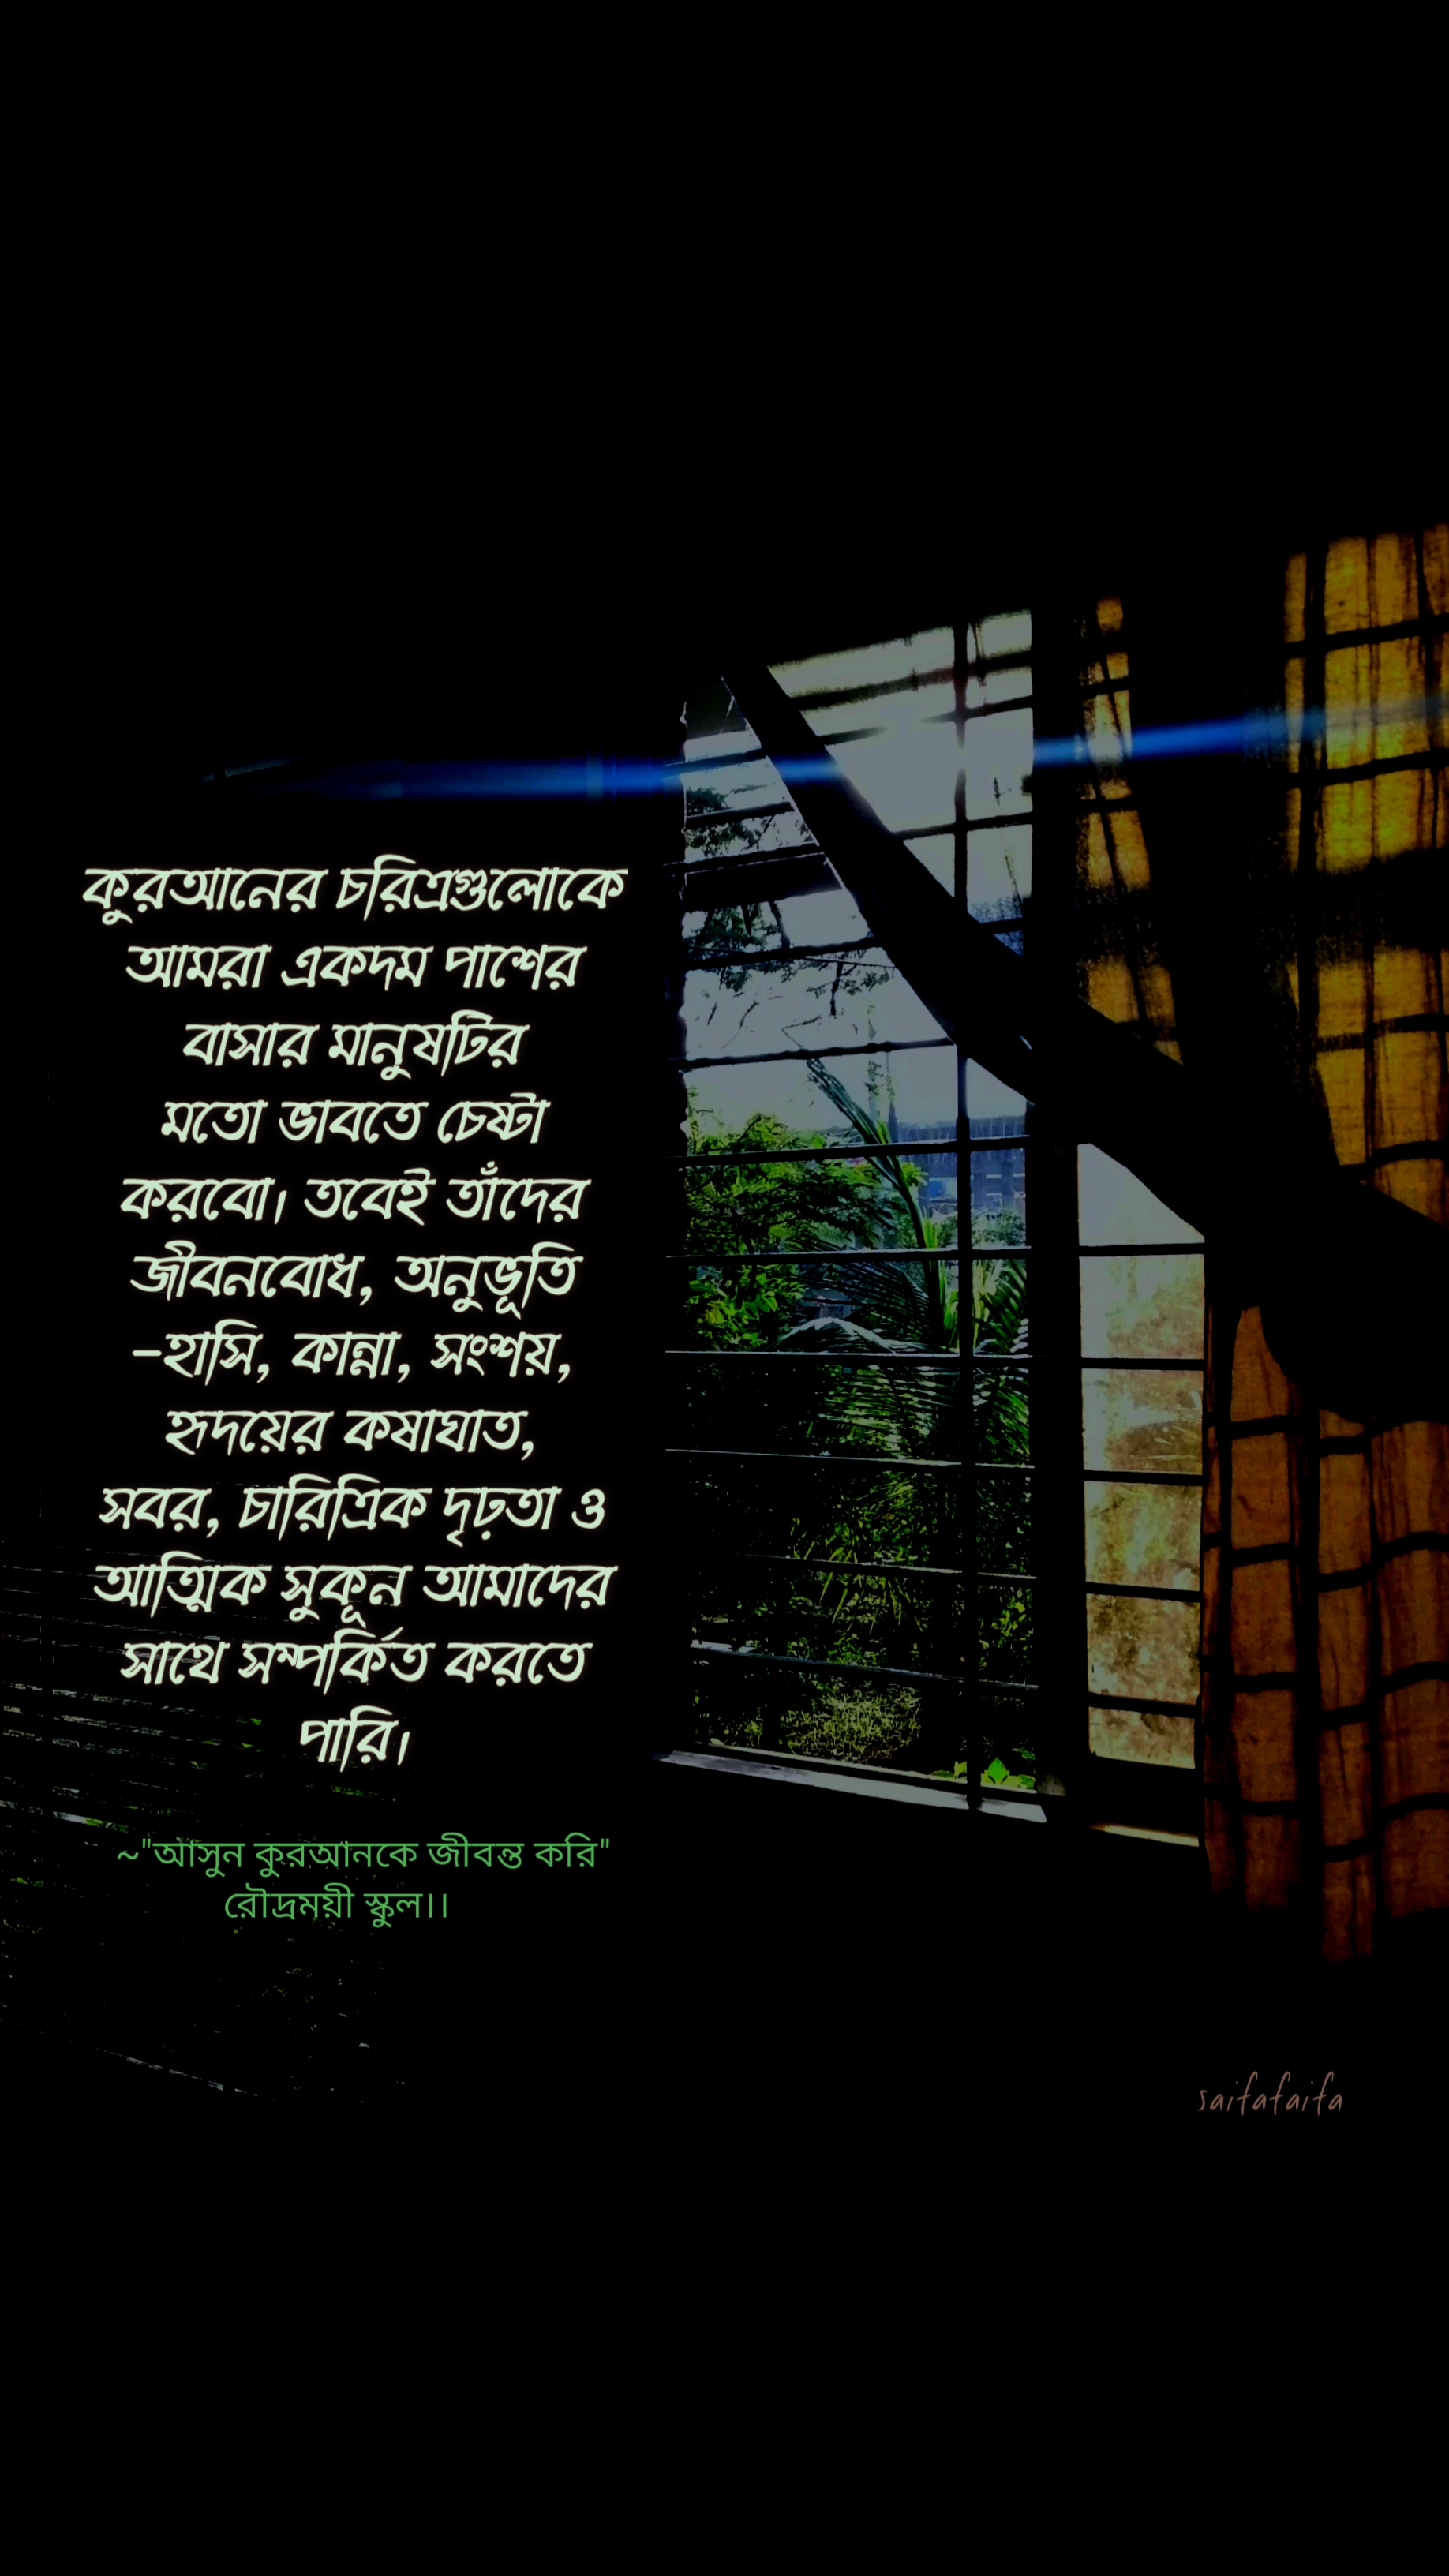 কুরআনের চরিত্রগুলোকে
আমরা একদম পাশের
বাসার মানুষটির
মতো ভাবতে চেষ্টা
করবো। তবেই তাঁদের
জীবনবোধ, অনুভূতি
-হাসি, কান্না, সংশয়,
হৃদয়ের কষাঘাত,
সবর, চারিত্রিক দৃঢ়তা ও
আত্মিক সুকূন আমাদের
সাথে সম্পর্কিত করতে
পারি।
~"আসুন কুরআনকে জীবন্ত করি"
রৌদ্রময়ী স্কুল।।
saifafaifa